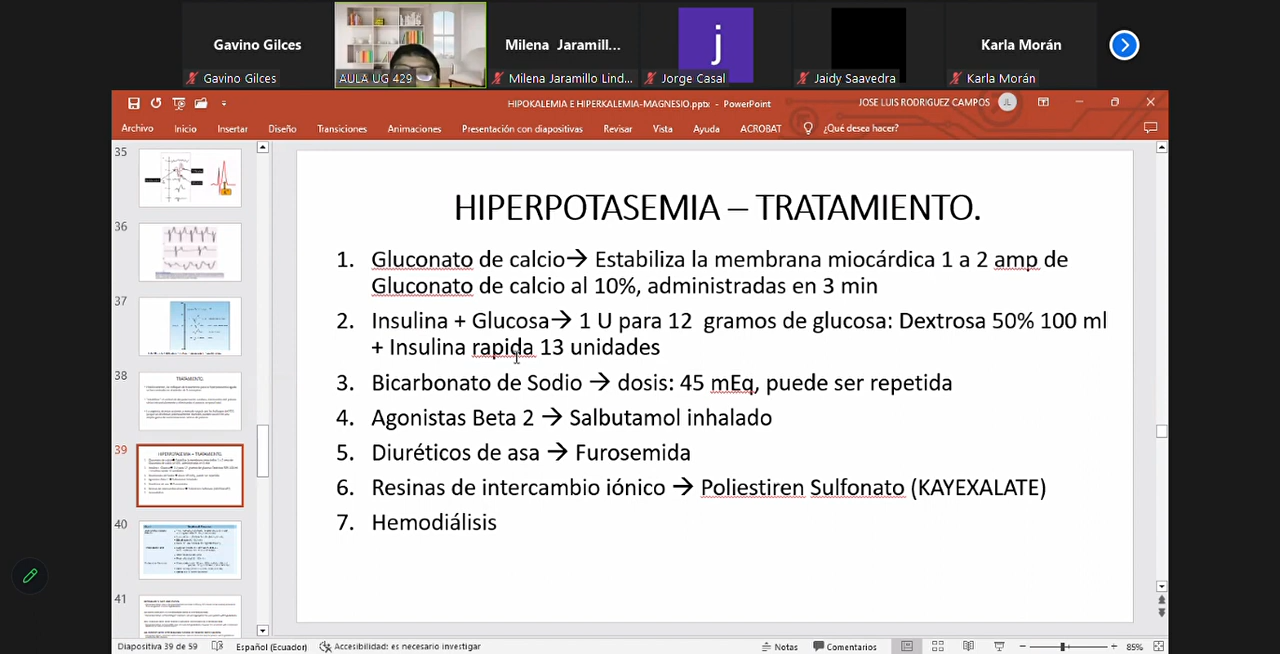 Gavino Gilces
Milena Jaramill...
j
Karla Morán
Gavino Gilces
AULA UG 429
Milena Jaramillo Lind...
Jorge Casal
Jaidy Saavedra
Karla Morán
HIPOKALEMIA E HIPERKALEMIA-MAGNESIO.pptx - PowerPoint
JOSE LUIS RODRIGUEZ CAMPOS
JL
Archivo Inicio Insertar Diseño Transiciones Animaciones Presentación con diapositivas Revisar Vista Ayuda ACROBAT ¿Qué desea hacer?
35
36
37
38
TRATAMIENTO.
39
HIPERPOTASEMIA – TRATAMIENTO.
40
41
HIPERPOTASEMIA – TRATAMIENTO.
1. Gluconato de calcio→ Estabiliza la membrana miocárdica 1 a 2 amp de
Gluconato de calcio al 10%, administradas en 3 min
2. Insulina + Glucosa→ 1 U para 12 gramos de glucosa: Dextrosa 50% 100 ml
+ Insulina rapida 13 unidades
3. Bicarbonato de Sodio → dosis: 45 mEq, puede ser repetida
4. Agonistas Beta 2 → Salbutamol inhalado
5. Diuréticos de asa → Furosemida
6. Resinas de intercambio iónico → Poliestiren Sulfonato (KAYEXALATE)
7. Hemodiálisis
Diapositiva 39 de 59 Español (Ecuador) Accesibilidad: es necesario investigar Notas Comentarios 85%